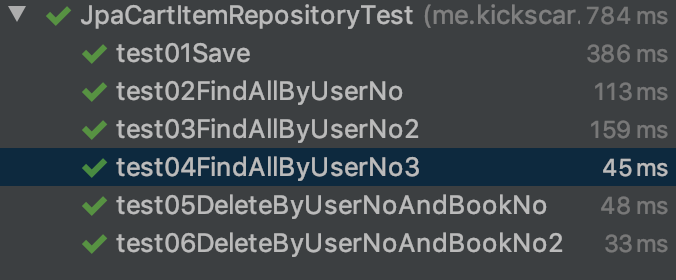 JpaCartItemRepositoryTest (me.kickscar. 784 ms
test01Save 386 ms
test02FindAllByUserNo 113 ms
test03FindAllByUserNo2 159 ms
test04FindAllByUserNo3 45 ms
test05DeleteByUserNoAndBookNo 48 ms
test06DeleteByUserNoAndBookNo2 33 ms